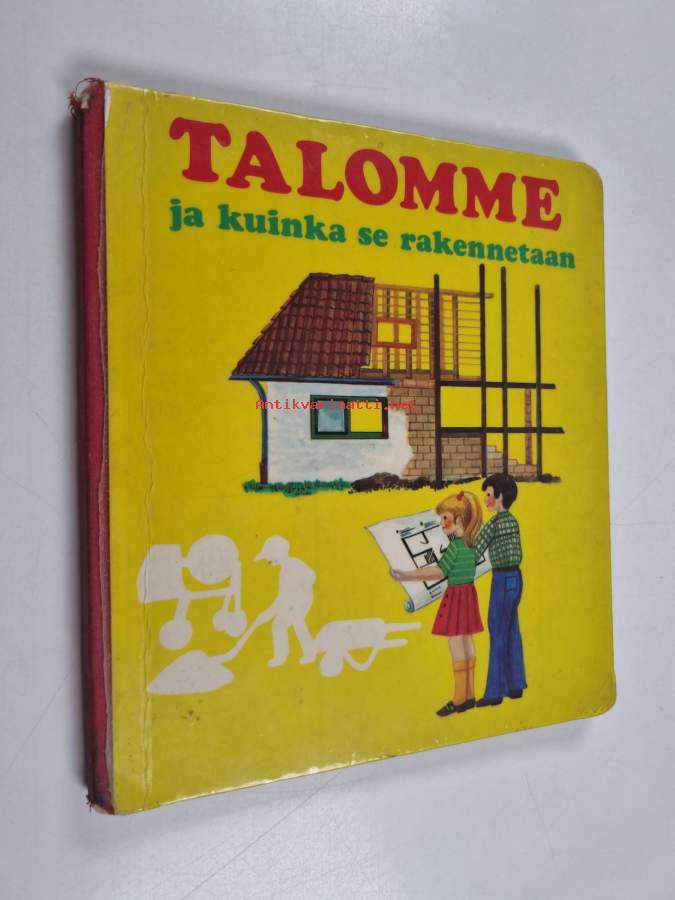 TALOMME
ja kuinka se rakennetaan
Antikvariaatti.net